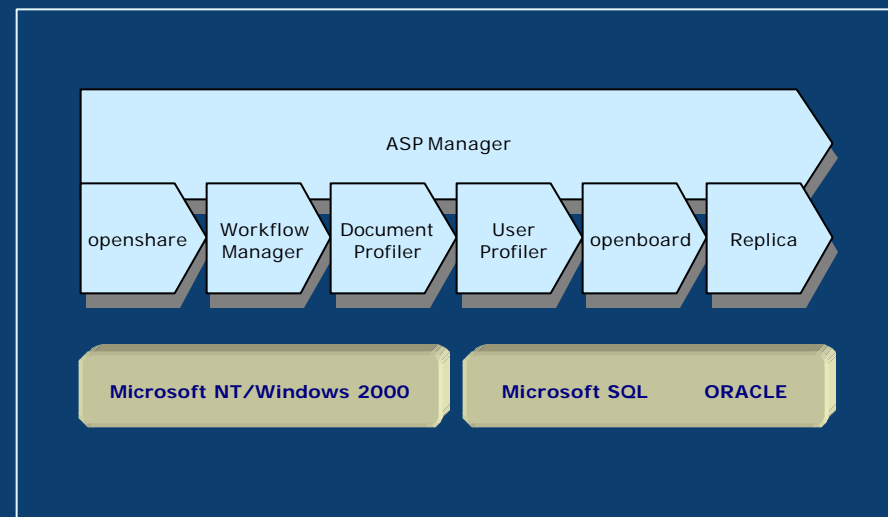 ASP Manager
openshare
Workflow
Manager
Document
Profiler
User
Profiler
openboard
Replica
Microsoft NT/Windows 2000
Microsoft SQL ORACLE